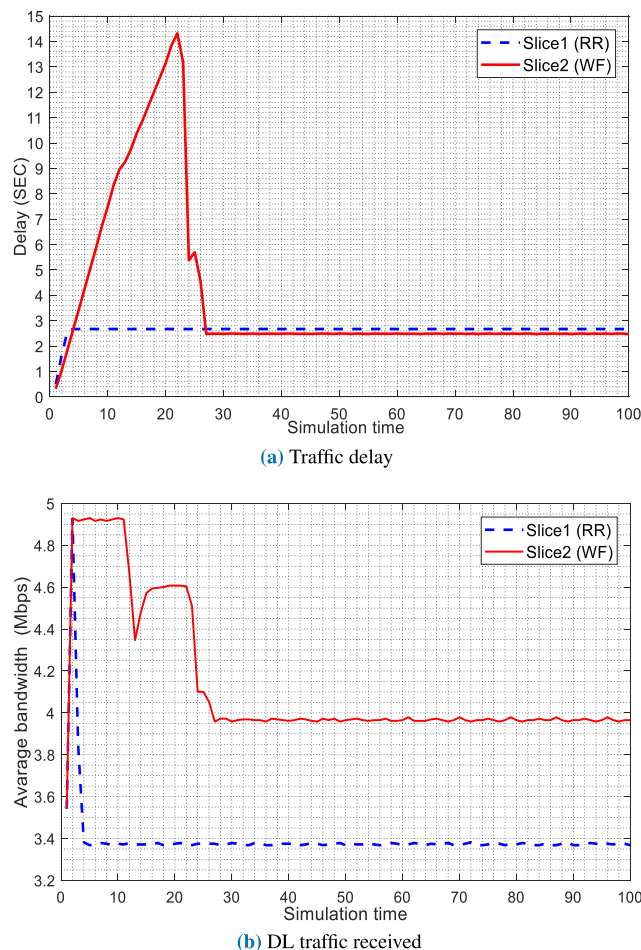 15
14
13
12
11
10
9
8
7
6
5
4
3
2
1
0
Delay (SEC)
Slice1 (RR)
Slice2 (WF)
0 10 20 30 40 50 60 70 80 90 100
Simulation time
(a) Traffic delay
5
4.8
4.6
4.4
4.2
4
3.8
3.6
3.4
3.2
Avarage bandwidth (Mbps)
Slice1 (RR)
Slice2 (WF)
0 10 20 30 40 50 60 70 80 90 100
Simulation time
(b) DL traffic received